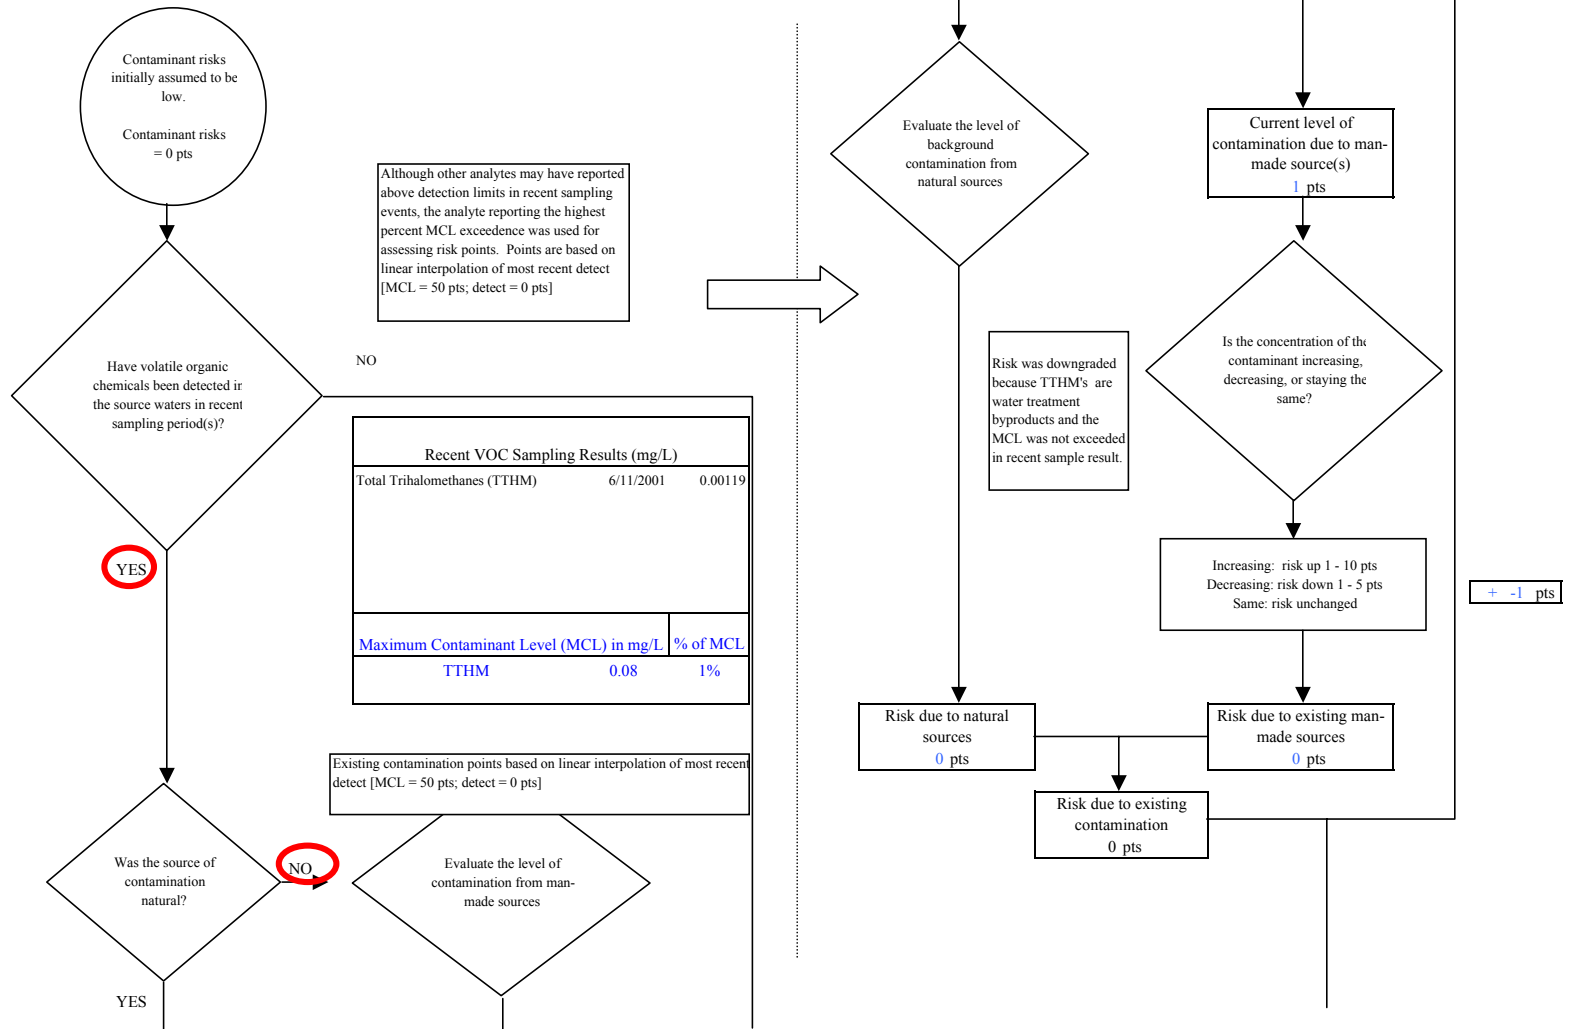 Contaminant risks
initially assumed to be
low.
Contaminant risks
= 0 pts
Although other analytes may have reported
above detection limits in recent sampling
events, the analyte reporting the highest
percent MCL exceedence was used for
assessing risk points.  Points are based on
linear interpolation of most recent detect
[MCL = 50 pts; detect = 0 pts]
Have volatile organic
chemicals been detected in
the source waters in recent
sampling period(s)?
NO
YES
Recent VOC Sampling Results (mg/L)
Total Trihalomethanes (TTHM) 6/11/2001 0.00119
Maximum Contaminant Level (MCL) in mg/L % of MCL
TTHM 0.08 1%
Existing contamination points based on linear interpolation of most recent
detect [MCL = 50 pts; detect = 0 pts]
Was the source of
contamination
natural?
NO
YES
Evaluate the level of
contamination from man-
made sources
Evaluate the level of
background
contamination from
natural sources
Current level of
contamination due to man-
made source(s)
1 pts
Risk was downgraded
because TTHM's are
water treatment
byproducts and the
MCL was not exceeded
in recent sample result.
Is the concentration of the
contaminant increasing,
decreasing, or staying the
same?
Increasing: risk up 1 - 10 pts
Decreasing: risk down 1 - 5 pts
Same: risk unchanged
+ -1 pts
Risk due to natural
sources
0 pts
Risk due to existing man-
made sources
0 pts
Risk due to existing
contamination
0 pts